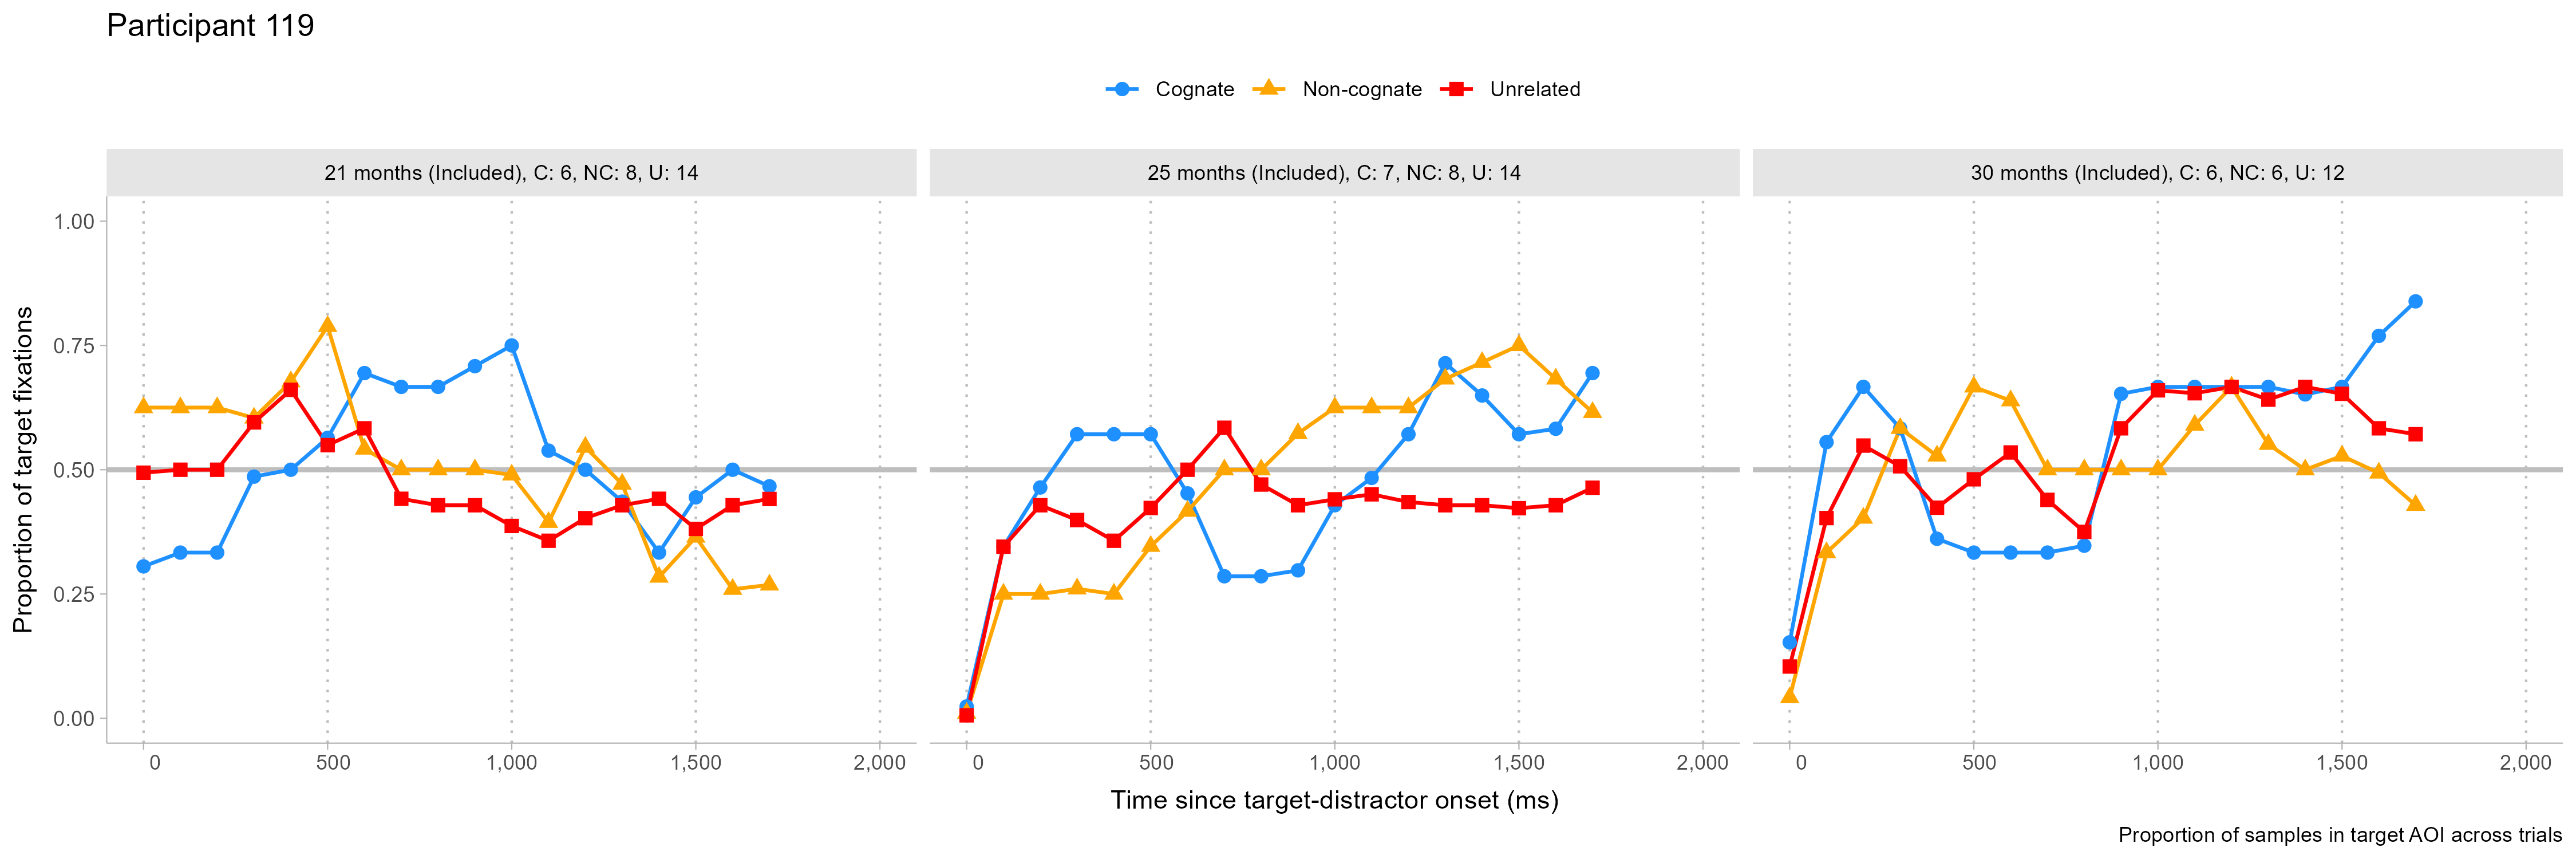 Participant 119
Cognate Non-cognate Unrelated
21 months (Included), C: 6, NC: 8, U: 14
25 months (Included), C: 7, NC: 8, U: 14
30 months (Included), C: 6, NC: 6, U: 12
Proportion of target fixations
1.00
0.75
0.50
0.25
0.00
0 500 1,000 1,500 2,000
0 500 1,000 1,500 2,000
0 500 1,000 1,500 2,000
Time since target-distractor onset (ms)
Proportion of samples in target AOI across trials